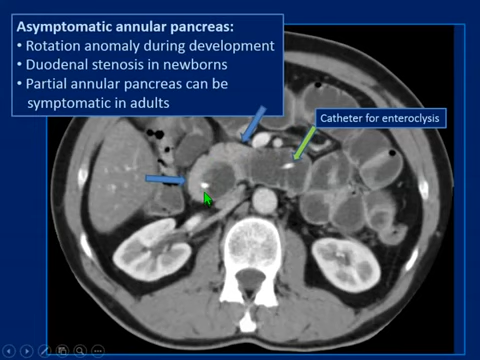 Asymptomatic annular pancreas:
• Rotation anomaly during development
• Duodenal stenosis in newborns
• Partial annular pancreas can be
symptomatic in adults
Catheter for enteroclysis